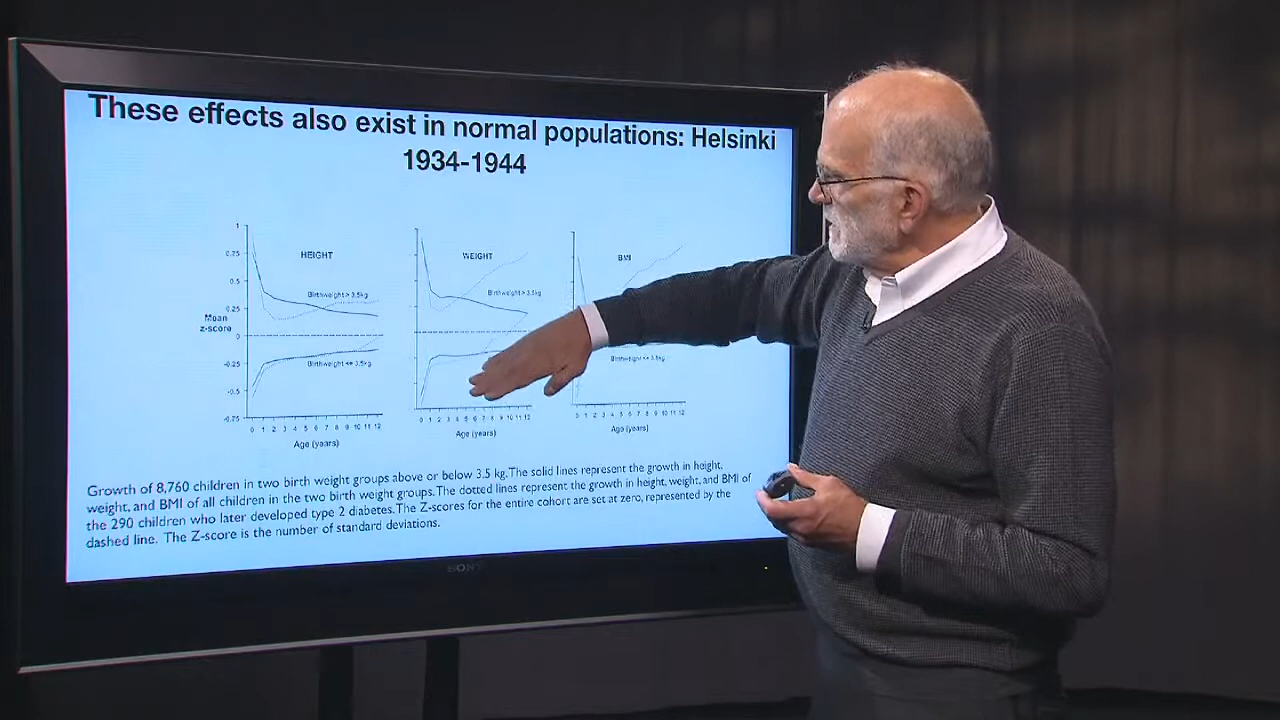 These effects also exist in normal populations: Helsinki
1934-1944
HEIGHT
WEIGHT
BMI
1
0.75
0.5
0.25
0
-0.25
-0.5
-0.75
Mean
z-score
Birthweight > 3.5kg
Birthweight <= 3.5kg
Birthweight > 3.5kg
Birthweight <= 3.5kg
0 1 2 3 4 5 6 7 8 9 10 11 12
0 1 2 3 4 5 6 7 8 9 10 11 12
0 1 2 3 4 5 6 7 8 9 10 11 12
Age (years)
Age (years)
Age (years)
Growth of 8,760 children in two birth weight groups above or below 3.5 kg. The solid lines represent the growth in height,
weight, and BMI of all children in the two birth weight groups. The dotted lines represent the growth in height, weight, and BMI of
the 290 children who later developed type 2 diabetes. The Z-scores for the entire cohort are set at zero, represented by the
dashed line. The Z-score is the number of standard deviations.
SONY